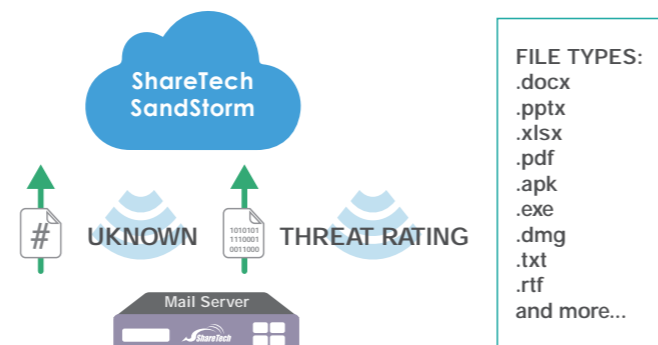 ShareTech
SandStorm
#
UKNOWN
1010101
1110001
0011000
THREAT RATING
Mail Server
ShareTech
FILE TYPES:
.docx
.pptx
.xlsx
.pdf
.apk
.exe
.dmg
.txt
.rtf
and more...